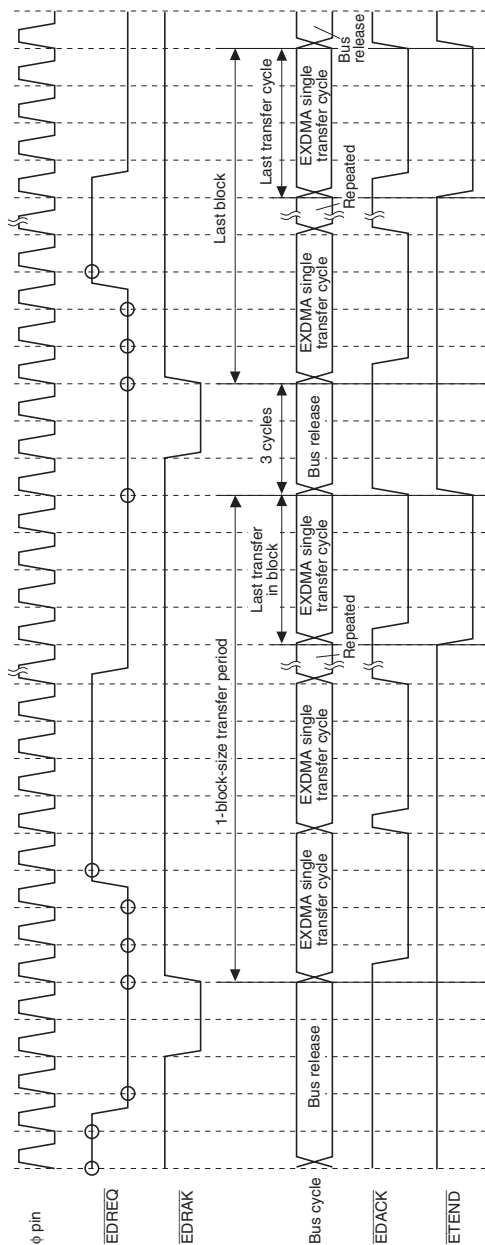 φ pin
EDREQ
EDRAK
1-block-size transfer period
Last block
Last transfer
in block
3 cycles
Last transfer cycle
Bus cycle
Bus release
EXDMA single
transfer cycle
EXDMA single
transfer cycle
Repeated
EXDMA single
transfer cycle
Bus release
EXDMA single
transfer cycle
Repeated
EXDMA single
transfer cycle
Bus
release
EDACK
ETEND